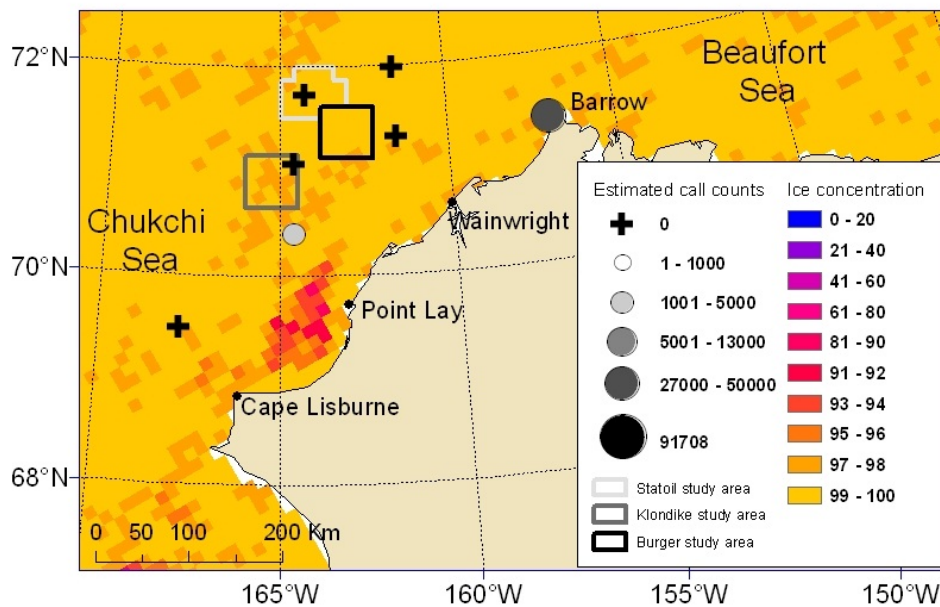 72°N
Beaufort
Sea
Barrow
Chukchi
Sea
Wainwright
70°N
Point Lay
Cape Lisburne
68°N
0 50 100 200 Km
165°W
160°W
155°W
150°W
Estimated call counts
0
1 - 1000
1001 - 5000
5001 - 13000
27000 - 50000
91708
Statoil study area
Klondike study area
Burger study area
Ice concentration
0 - 20
21 - 40
41 - 60
61 - 80
81 - 90
91 - 92
93 - 94
95 - 96
97 - 98
99 - 100